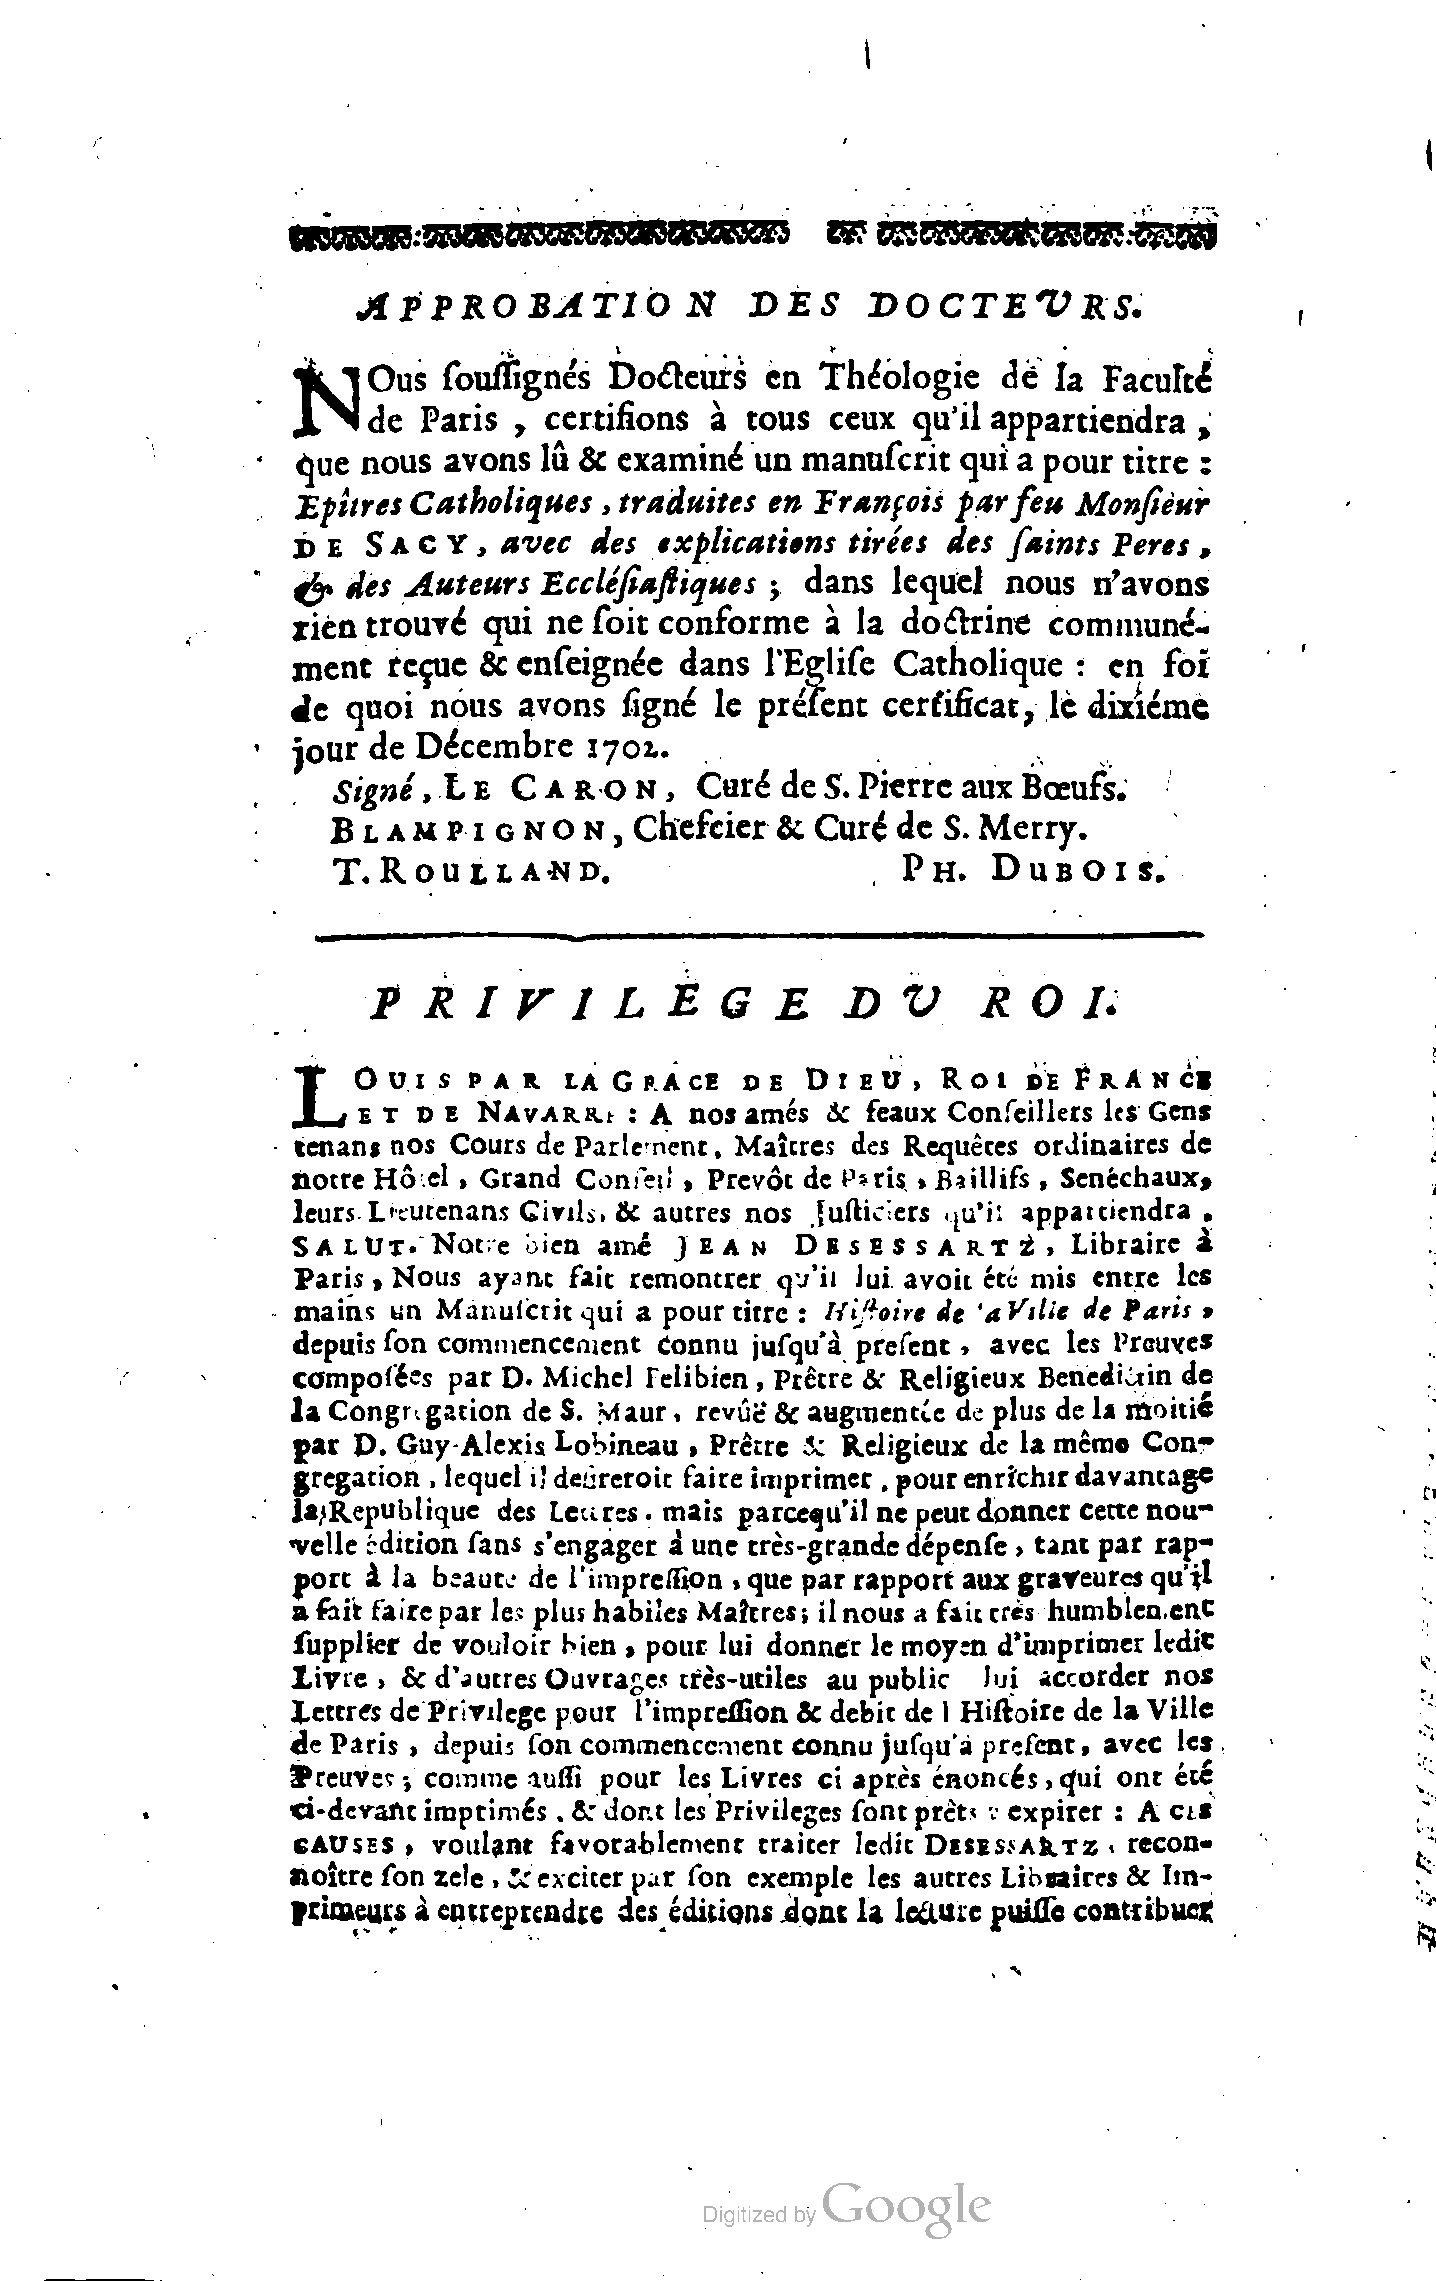 APPROBATION DES DOCTEVRS.
NOus souſſignés Docteurs en Théologie de la Faculté
de Paris, certifions à tous ceux qu'il appartiendra,
que nous avons lû & examiné un manuſcrit qui a pour titre :
Epîtres Catholiques, traduites en François par feu Monſieur
DE SACY, avec des explications tirées des ſaints Peres,
& des Auteurs Eccléſiaſtiques ; dans lequel nous n'avons
rien trouvé qui ne ſoit conforme à la doctrine communé-
ment reçue & enſeignée dans l'Egliſe Catholique : en foi
de quoi nous avons ſigné le préſent certificat, le dixiéme
jour de Décembre 1702.
Signé, LE CARON, Curé de S. Pierre aux Bœufs.
BLAMPIGNON, Chefcier & Curé de S. Merry.
T. ROULLAND. PH. DUBOIS.
PRIVILEGE DV ROI.
LOUIS PAR LA GRACE DE DIEU, ROI DE FRANCE
ET DE NAVARRE : A nos amés & feaux Conſeillers les Gens
tenans nos Cours de Parlement, Maîtres des Requêtes ordinaires de
notre Hôtel, Grand Conſeil, Prevôt de Paris, Baillifs, Senéchaux,
leurs Lieutenans Civils, & autres nos Juſticiers qu'il appartiendra,
SALUT. Notre bien amé JEAN DESESSARTZ, Libraire à
Paris, Nous ayant fait remontrer qu'il lui avoit été mis entre les
mains un Manuſcrit qui a pour titre : Hiſtoire de la Ville de Paris,
depuis ſon commencement connu juſqu'à preſent, avec les Preuves
compoſées par D. Michel Felibien, Prêtre & Religieux Benedictin de
la Congregation de S. Maur, revûë & augmentée de plus de la moitié
par D. Guy-Alexis Lobineau, Prêtre & Religieux de la même Con-
gregation, lequel il deſireroit faire imprimer, pour enrichir davantage
la Republique des Lettres. mais parcequ'il ne peut donner cette nou-
velle édition ſans s'engager à une très-grande dépenſe, tant par rap-
port à la beauté de l'impreſſion, que par rapport aux graveures qu'il
a fait faire par les plus habiles Maîtres; il nous a fait très humblement
ſupplier de vouloir bien, pour lui donner le moyen d'imprimer ledit
Livre, & d'autres Ouvrages très-utiles au public lui accorder nos
Lettres de Privilege pour l'impreſſion & debit de l Hiſtoire de la Ville
de Paris, depuis ſon commencement connu juſqu'à preſent, avec les
Preuves ; comme auſſi pour les Livres ci après énoncés, qui ont été
ci-devant imprimés, & dont les Privileges ſont prêts à expirer : A CES
CAUSES, voulant favorablement traiter ledit DESESSARTZ, recon-
noître ſon zele, & exciter par ſon exemple les autres Libraires & Im-
primeurs à entreprendre des éditions dont la lecture puiſſe contribuer
Digitized by Google